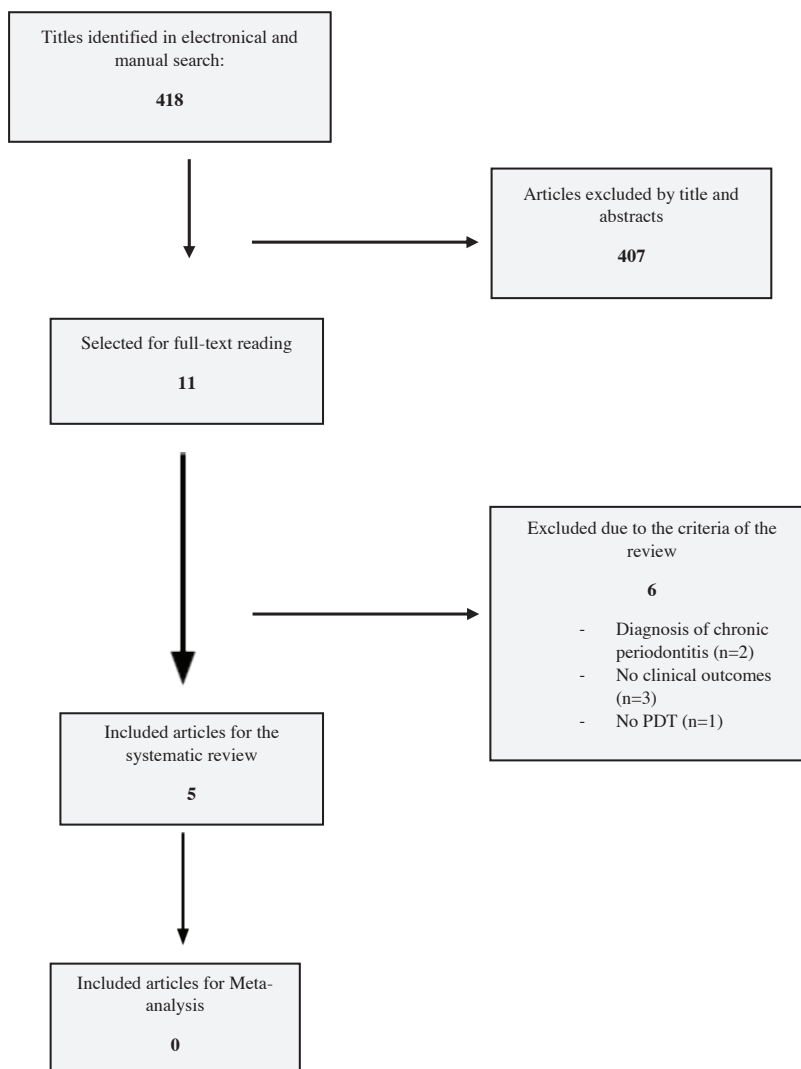 Titles identified in electronical and
manual search:
418
Articles excluded by title and
abstracts
407
Selected for full-text reading
11
Excluded due to the criteria of the
review
6
- Diagnosis of chronic
periodontitis (n=2)
- No clinical outcomes
(n=3)
- No PDT (n=1)
Included articles for the
systematic review
5
Included articles for Meta-
analysis
0